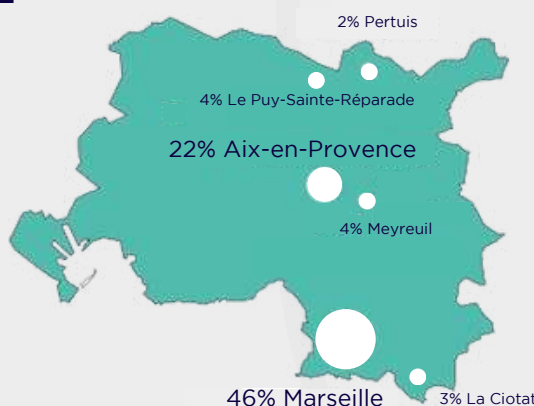 2% Pertuis
4% Le Puy-Sainte-Réparade
22% Aix-en-Provence
4% Meyreuil
46% Marseille
3% La Ciotat